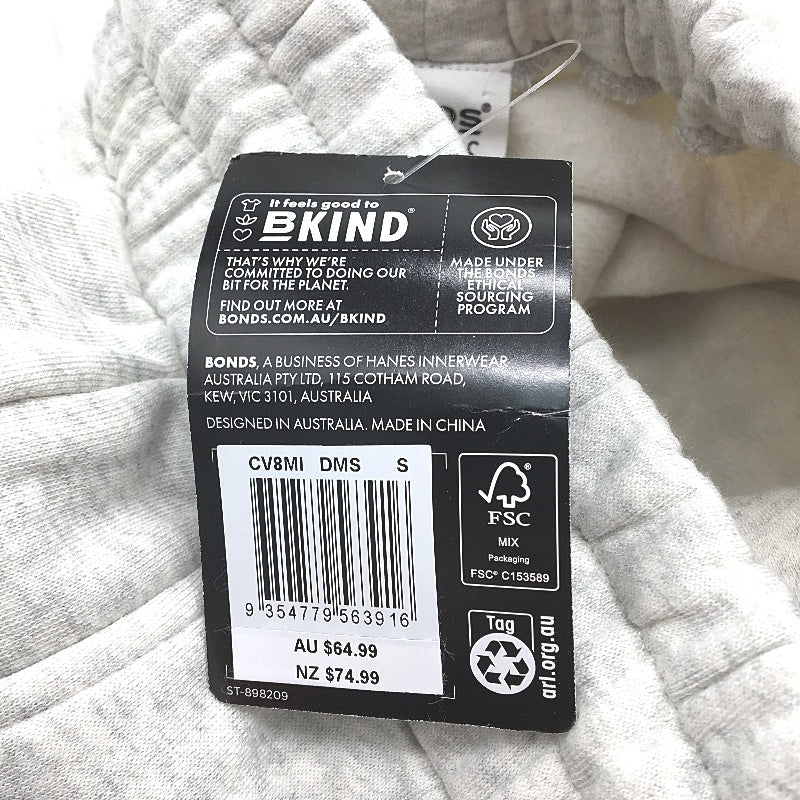 It feels good to
BKIND®
THAT'S WHY WE'RE
COMMITTED TO DOING OUR
BIT FOR THE PLANET.
FIND OUT MORE AT
BONDS.COM.AU/BKIND
MADE UNDER
THE BONDS
ETHICAL
SOURCING
PROGRAM
BONDS, A BUSINESS OF HANES INNERWEAR
AUSTRALIA PTY LTD, 115 COTHAM ROAD,
KEW, VIC 3101, AUSTRALIA
DESIGNED IN AUSTRALIA. MADE IN CHINA
CV8MI DMS S
9 354779 563916
AU $64.99
NZ $74.99
ST-898209
®
FSC
MIX
Packaging
FSC® C153589
Tag
arl.org.au